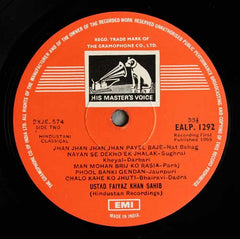 REGD. TRADE MARK OF
THE GRAMOPHONE CO., LTD.
HIS MASTER'S VOICE
2XJE. 574
SIDE TWO
HINDUSTANI
CLASSICAL
33⅓
EALP. 1292
Recording First
Published
JHAN JHAN JHAN JHAN PAYEL BAJE-Nat Behag
NAYAN SE DEKHO EK JHALAK-Sughrai
Kheyal-Darbari
MAN MOHAN BRIJ KO RASIA-Paraj
PHOOL BANKI GENDAN-Jaunpuri
CHALO KAHE KO JHUTI-Bhairavi-Dadra
USTAD FAIYAZ KHAN SAHIB
(Hindustan Recordings)
EMI
MADE IN INDIA.